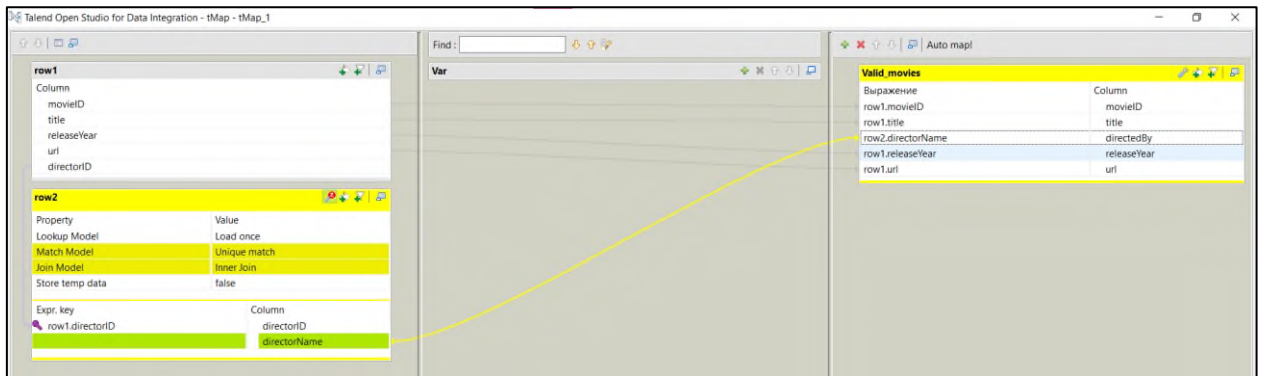 Talend Open Studio for Data Integration - tMap - tMap_1
Find :
Auto map!
row1
Column
movieID
title
releaseYear
url
directorID
row2
Property Value
Lookup Model Load once
Match Model Unique match
Join Model Inner Join
Store temp data false
Expr. key Column
row1.directorID directorID
directorName
Var
Valid_movies
Выражение Column
row1.movieID movieID
row1.title title
row2.directorName directedBy
row1.releaseYear releaseYear
row1.url url